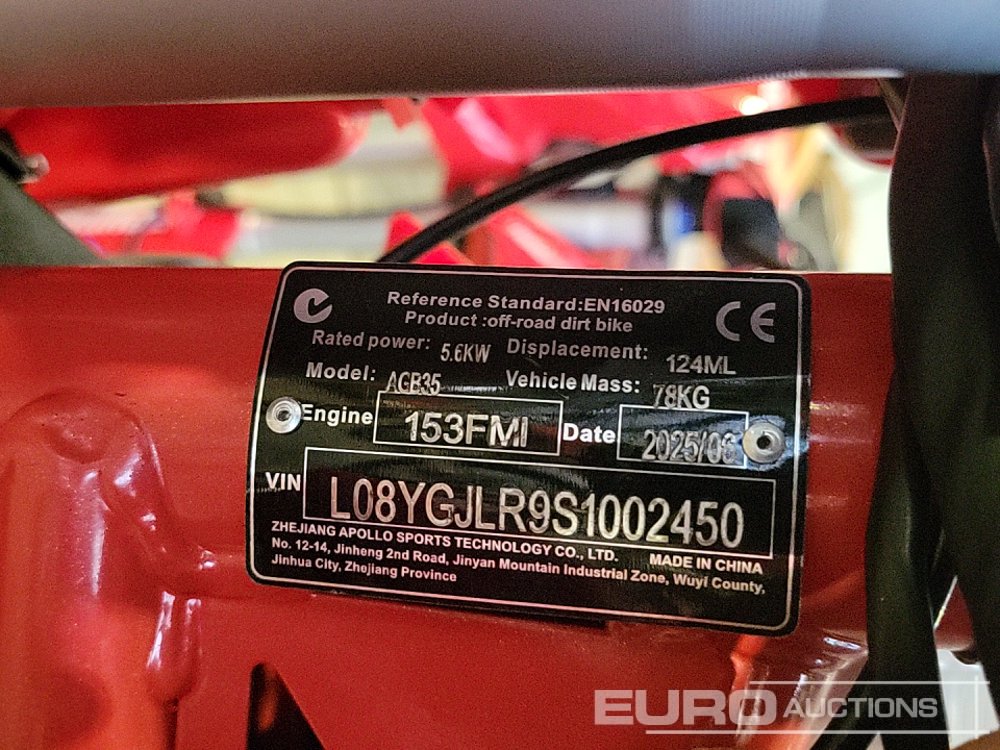 Reference Standard:EN16029
Product :off-road dirt bike
CE
Rated power: 5.6KW Displacement: 124ML
Model: AGB35 Vehicle Mass: 78KG
Engine 153FMI Date 2025/06
VIN L08YGJLR9S1002450
ZHEJIANG APOLLO SPORTS TECHNOLOGY CO., LTD. MADE IN CHINA
No. 12-14, Jinheng 2nd Road, Jinyan Mountain Industrial Zone, Wuyi County,
Jinhua City, Zhejiang Province
EURO AUCTIONS